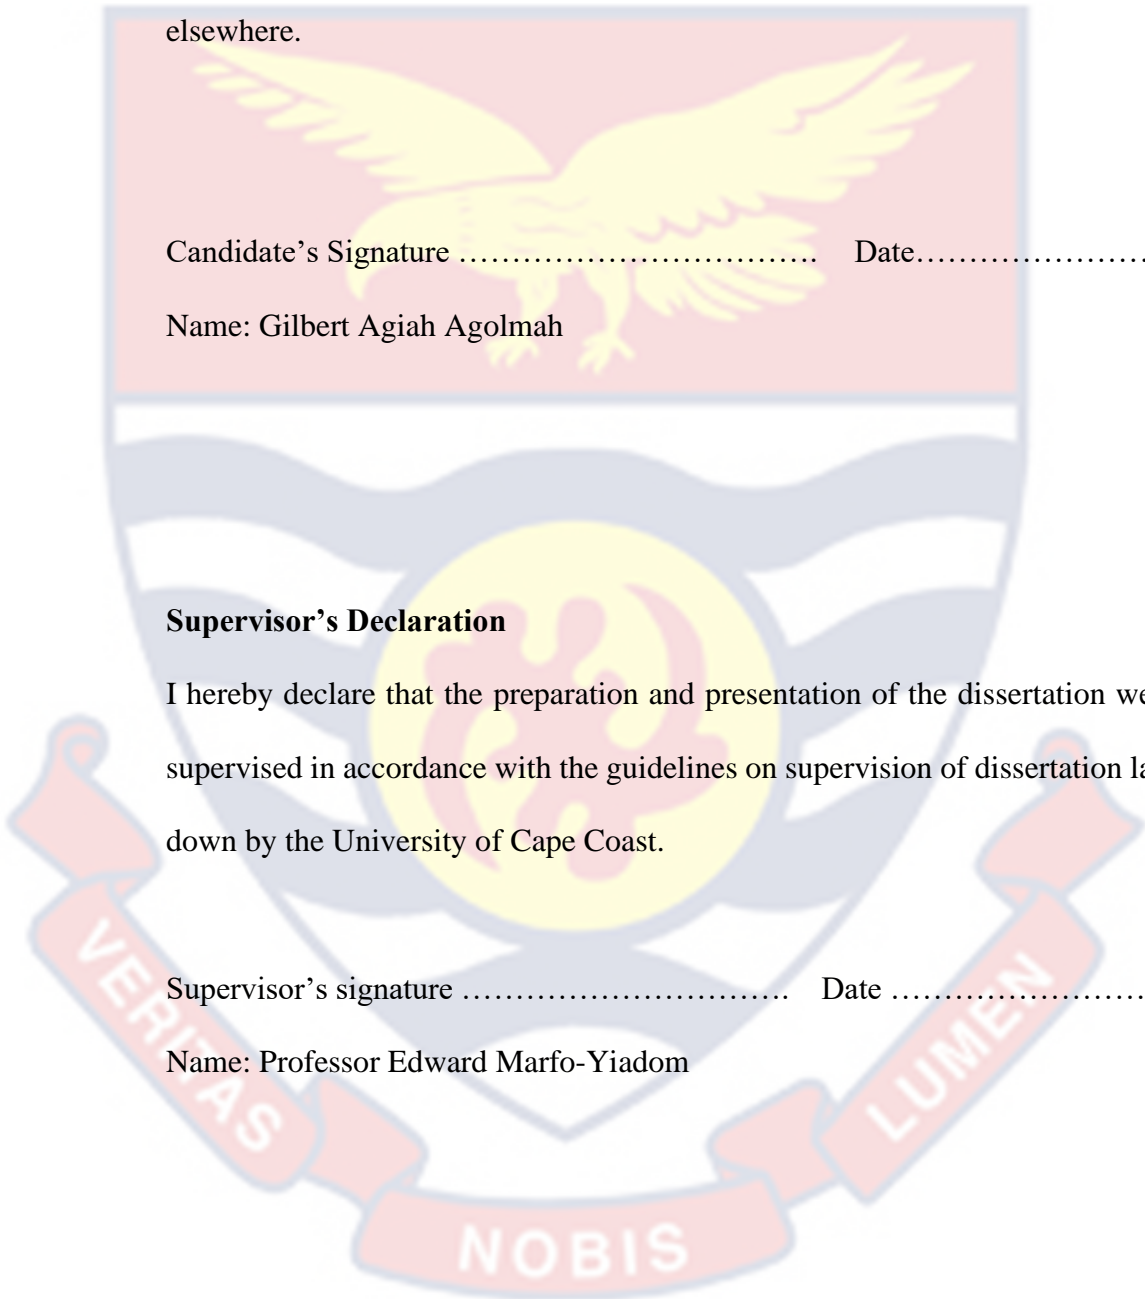 elsewhere.
Candidate’s Signature ……………………………. Date…………………
Name: Gilbert Agiah Agolmah
Supervisor’s Declaration
I hereby declare that the preparation and presentation of the dissertation we
supervised in accordance with the guidelines on supervision of dissertation la
down by the University of Cape Coast.
Supervisor’s signature …………………………. Date ……………………
Name: Professor Edward Marfo-Yiadom
VERITAS NOBIS LUMEN